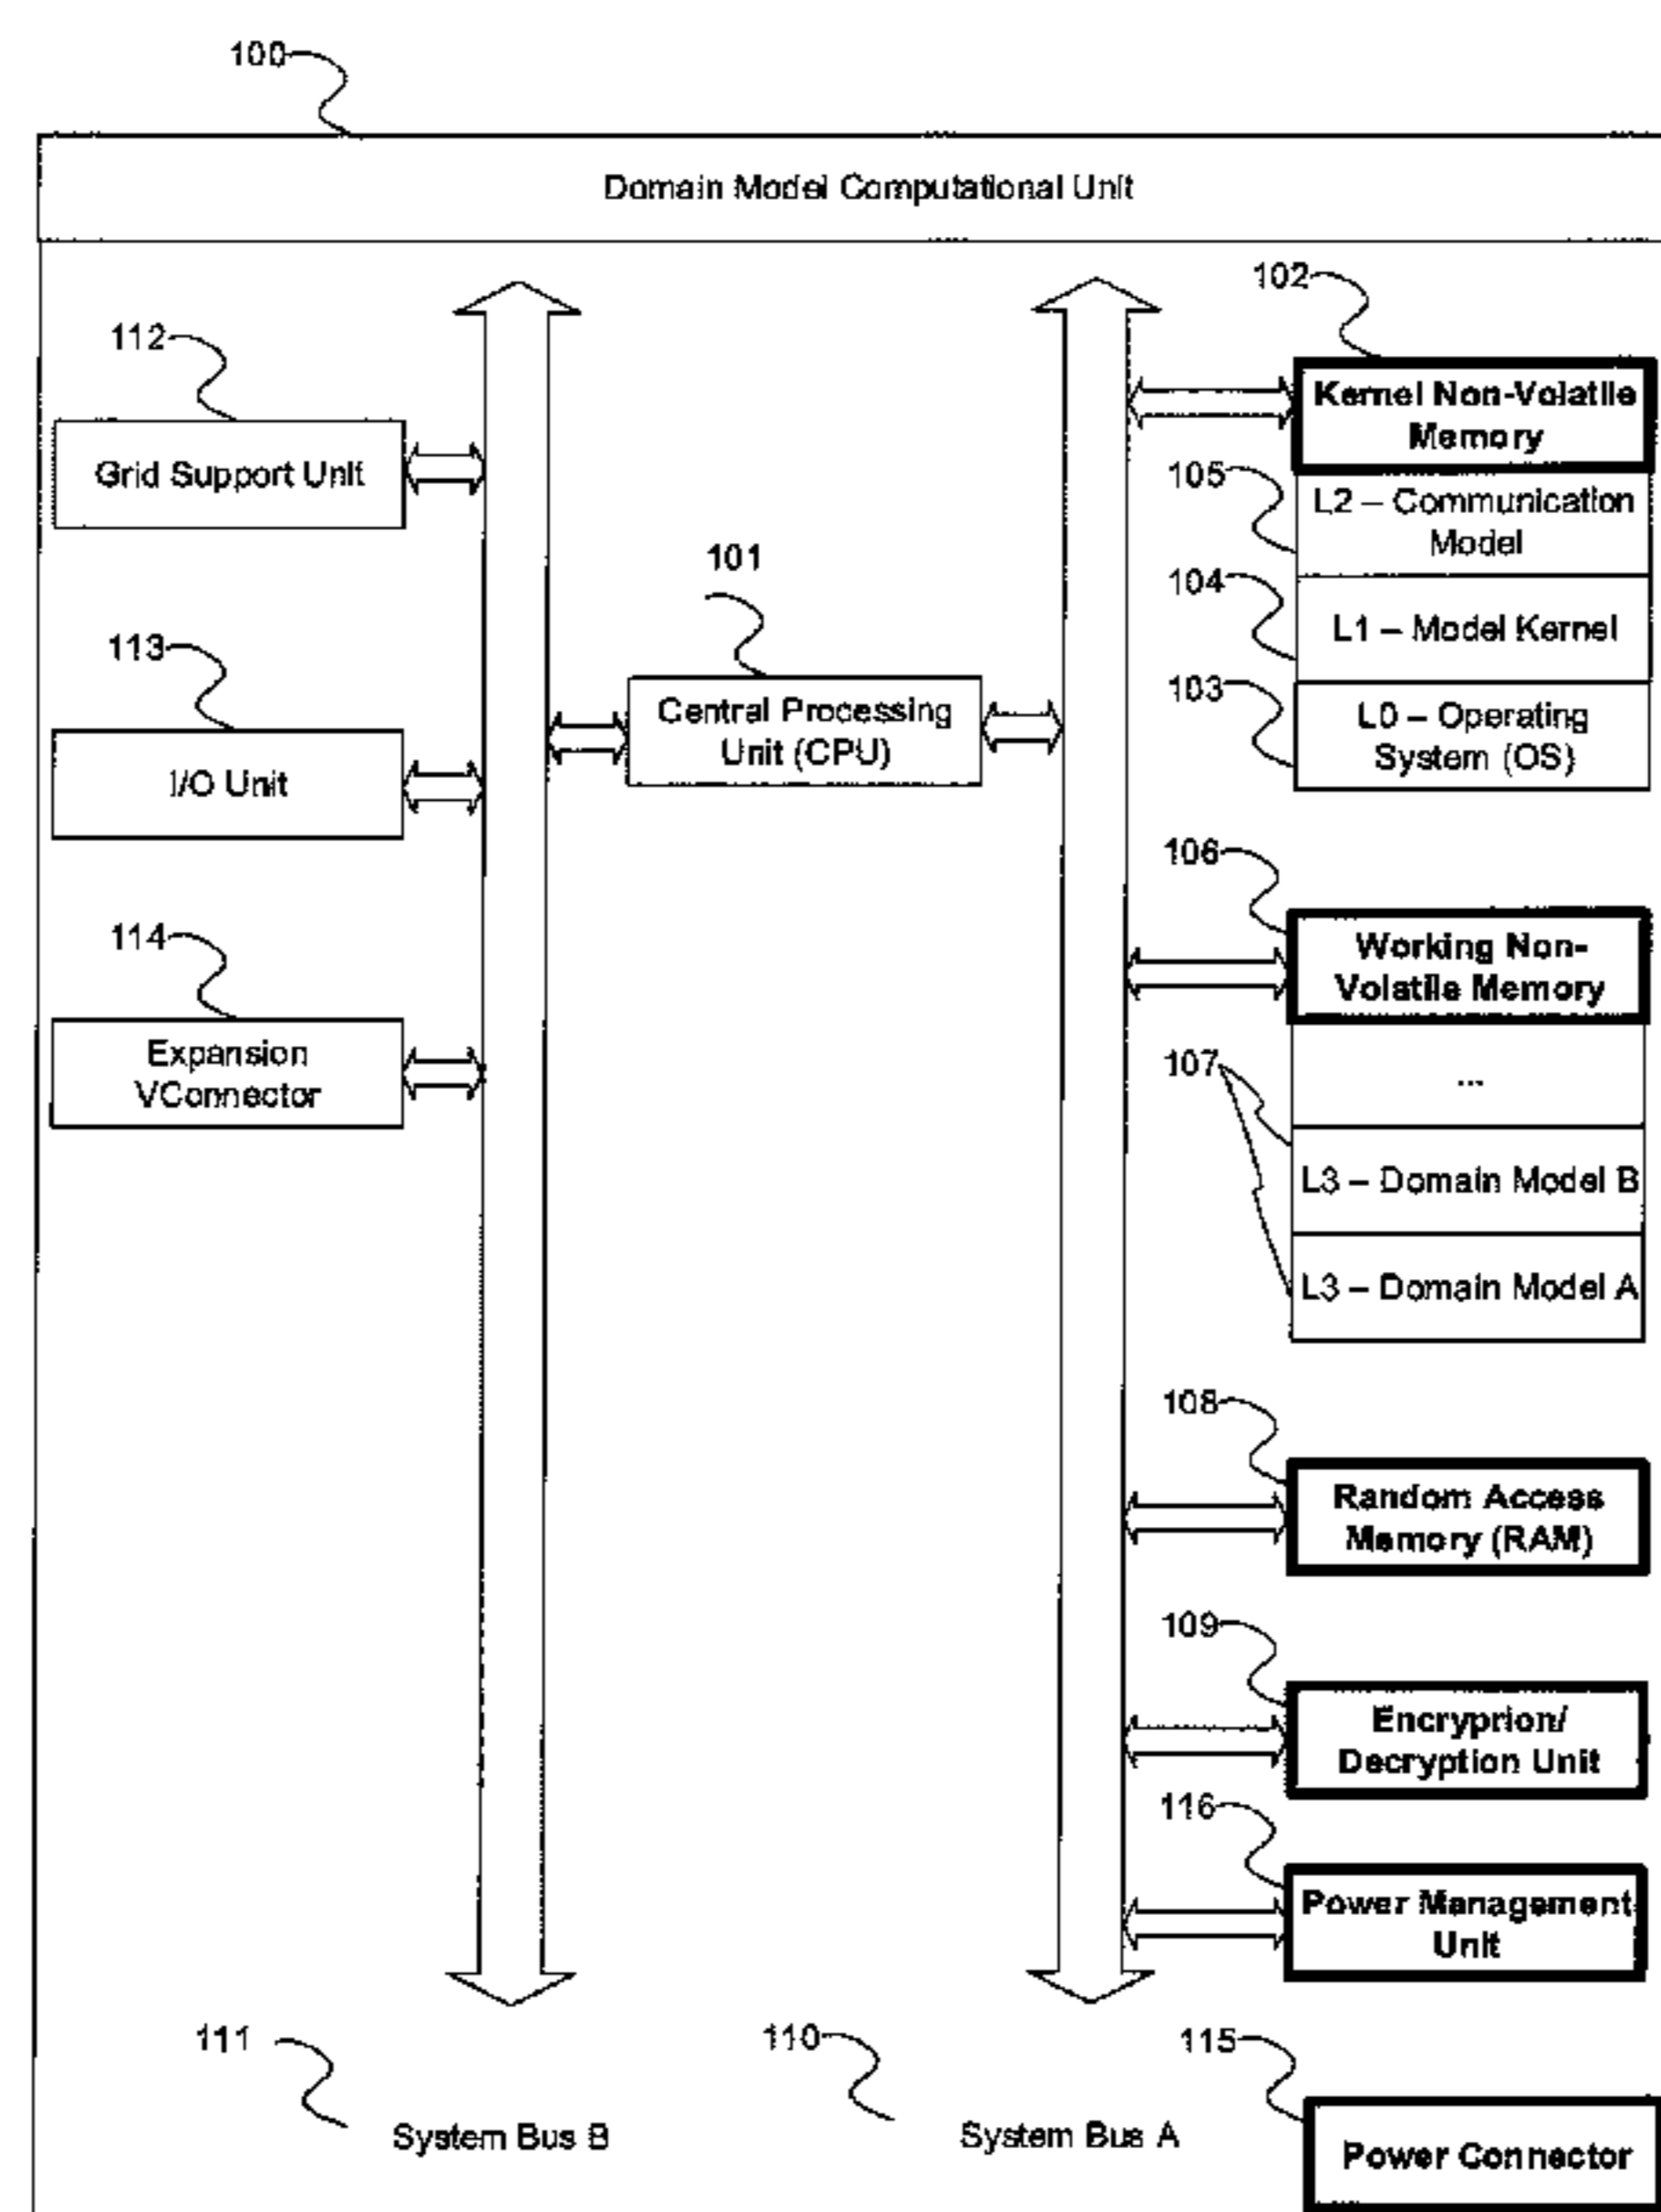 100
Domain Model Computational Unit
102
112
Kernel Non-Volatile
Memory
Grid Support Unit
105
L2 – Communication
Model
101
104
L1 – Model Kernel
113
103
Central Processing
Unit (CPU)
L0 – Operating
System (OS)
I/O Unit
106
114
Working Non-
Volatile Memory
Expansion
VConnector
107
...
L3 – Domain Model B
L3 – Domain Model A
108
Random Access
Memory (RAM)
109
Encryprion/
Decryption Unit
116
Power Management
Unit
111
110
115
System Bus B
System Bus A
Power Connector